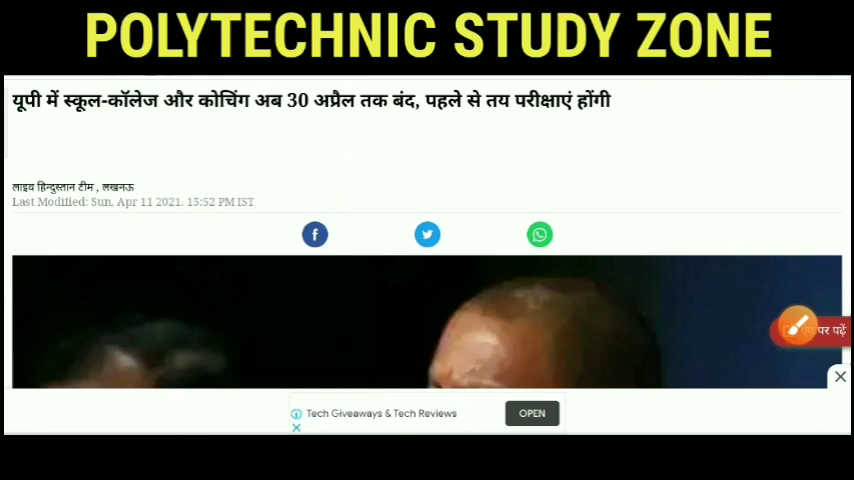 POLYTECHNIC STUDY ZONE
यूपी में स्कूल-कॉलेज और कोचिंग अब 30 अप्रैल तक बंद, पहले से तय परीक्षाएं होंगी
लाइव हिन्दुस्तान टीम , लखनऊ
Last Modified: Sun, Apr 11 2021. 15:52 PM IST
पर पढ़ें
Tech Giveaways & Tech Reviews
OPEN